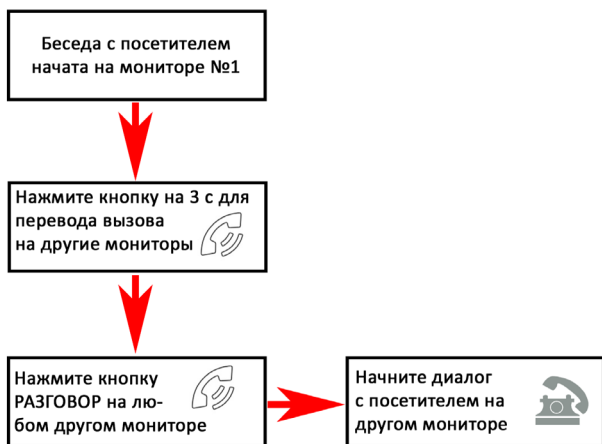 Беседа с посетителем
начата на мониторе №1
Нажмите кнопку на 3 с для
перевода вызова
на другие мониторы
Нажмите кнопку
РАЗГОВОР на лю-
бом другом мониторе
Начните диалог
с посетителем на
другом мониторе